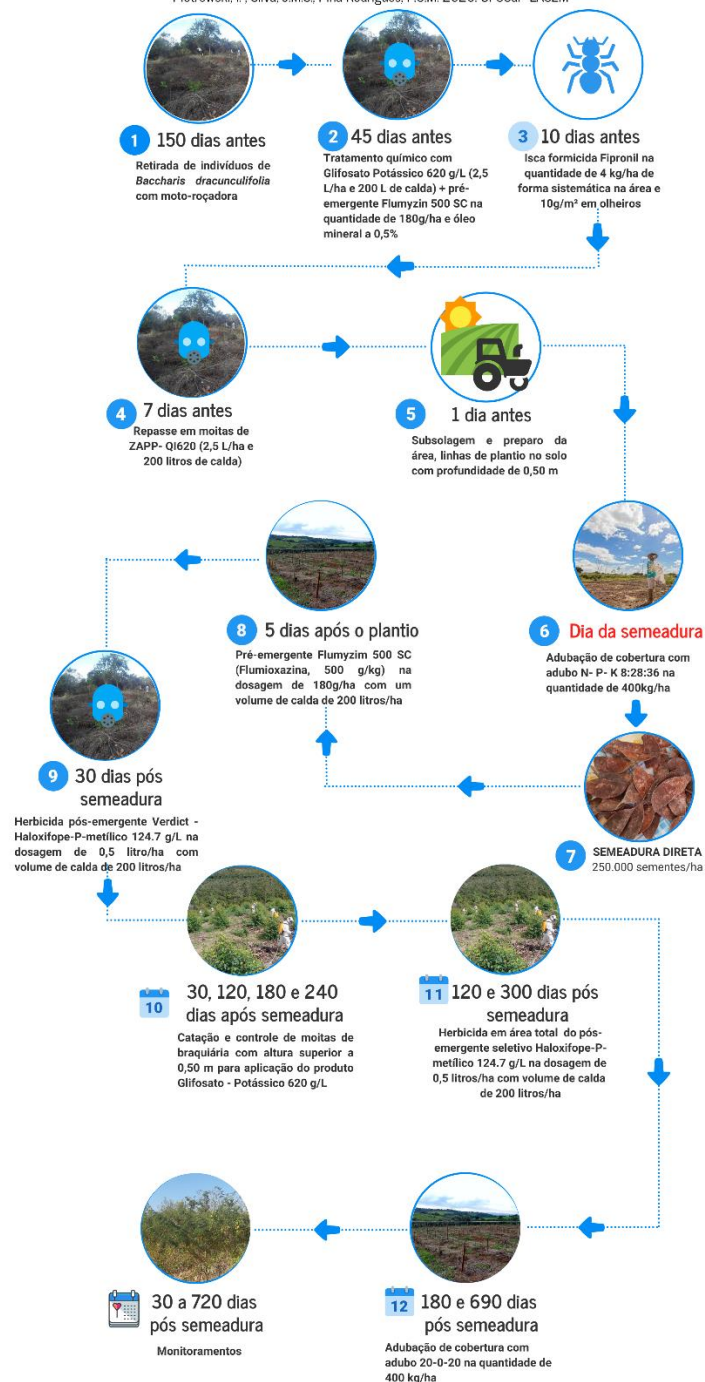 Piotrowski, I. ; Silva, J.M.S.; Piña-Rodrigues, F.C.M. 2020. UFSCar- LASEM
1 150 dias antes
Retirada de indivíduos de
Baccharis dracunculifolia
com moto-roçadora
2 45 dias antes
Tratamento químico com
Glifosato Potássico 620 g/L (2,5
L/ha e 200 L de calda) + pré-
emergente Flumyzin 500 SC na
quantidade de 180g/ha e óleo
mineral a 0,5%
3 10 dias antes
Isca formicida Fipronil na
quantidade de 4 kg/ha de
forma sistemática na área e
10g/m² em olheiros
4 7 dias antes
Repasse em moitas de
ZAPP- QI620 (2,5 L/ha e
200 litros de calda)
5 1 dia antes
Subsolagem e preparo da
área, linhas de plantio no solo
com profundidade de 0,50 m
6 Dia da semeadura
Adubação de cobertura com
adubo N- P- K 8:28:36 na
quantidade de 400kg/ha
7 SEMEADURA DIRETA
250.000 sementes/ha
8 5 dias após o plantio
Pré-emergente Flumyzim 500 SC
(Flumioxazina, 500 g/kg) na
dosagem de 180g/ha com um
volume de calda de 200 litros/ha
9 30 dias pós
semeadura
Herbicida pós-emergente Verdict -
Haloxifope-P-metílico 124.7 g/L na
dosagem de 0,5 litro/ha com
volume de calda de 200 litros/ha
10 30, 120, 180 e 240
dias após semeadura
Catação e controle de moitas de
braquiária com altura superior a
0,50 m para aplicação do produto
Glifosato - Potássico 620 g/L
11 120 e 300 dias pós
semeadura
Herbicida em área total do pós-
emergente seletivo Haloxifope-P-
metílico 124.7 g/L na dosagem de
0,5 litros/ha com volume de calda
de 200 litros/ha
12 180 e 690 dias
pós semeadura
Adubação de cobertura com
adubo 20-0-20 na quantidade de
400 kg/ha
30 a 720 dias
pós semeadura
Monitoramentos